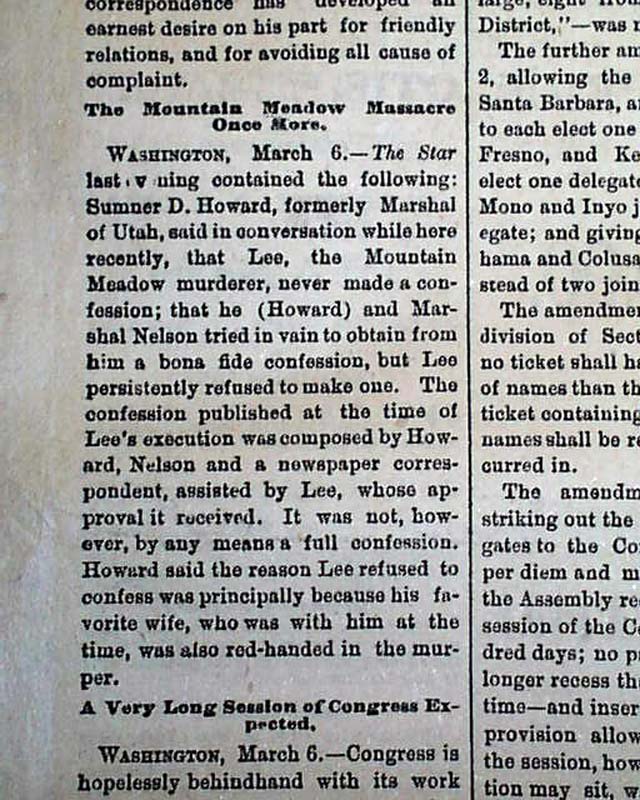 correspondence has developed an
earnest desire on his part for friendly
relations, and for avoiding all cause of
complaint.
The Mountain Meadow Massacre
Once More.
WASHINGTON, March 6.—The Star
last v ning contained the following:
Sumner D. Howard, formerly Marshal
of Utah, said in conversation while here
recently, that Lee, the Mountain
Meadow murderer, never made a con-
fession; that he (Howard) and Mar-
shal Nelson tried in vain to obtain from
him a bona fide confession, but Lee
persistently refused to make one. The
confession published at the time of
Lee's execution was composed by How-
ard, Nelson and a newspaper corres-
pondent, assisted by Lee, whose ap-
proval it received. It was not, how-
ever, by any means a full confession.
Howard said the reason Lee refused to
confess was principally because his fa-
vorite wife, who was with him at the
time, was also red-handed in the mur-
per.
A Very Long Session of Congress Ex-
pected.
WASHINGTON, March 6.—Congress is
hopelessly behindhand with its work
large, eight from
District,"—was
The further am
2, allowing the
Santa Barbara, a
to each elect one
Fresno, and Ke
elect one delegat
Mono and Inyo j
egate; and giving
hama and Colusa
stead of two join
The amendmen
division of Sect
no ticket shall ha
of names than th
ticket containing
names shall be re
curred in.
The amendm
striking out the
gates to the Co
per diem and m
the Assembly re
session of the C
dred days; no p
longer recess th
time—and inser
provision allow
the session, how
tion may sit, w